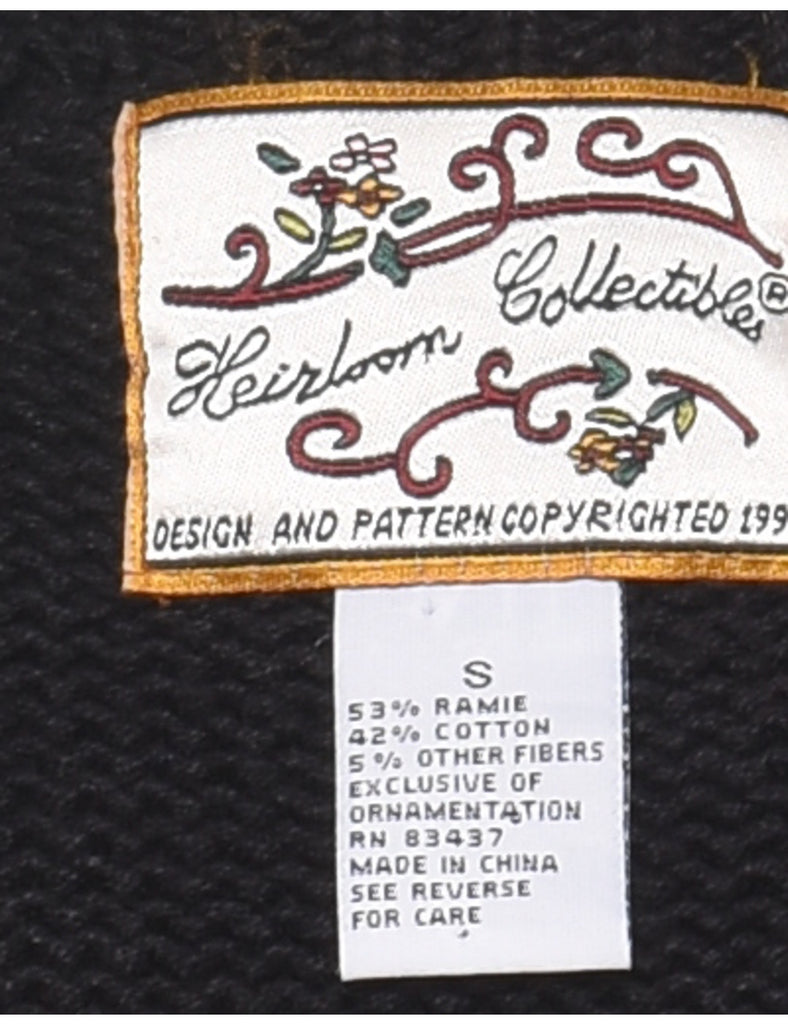 Heirloom Collectibles®
DESIGN AND PATTERN COPYRIGHTED 199
S
53% RAMIE
42% COTTON
5% OTHER FIBERS
EXCLUSIVE OF
ORNAMENTATION
RN 83437
MADE IN CHINA
SEE REVERSE
FOR CARE